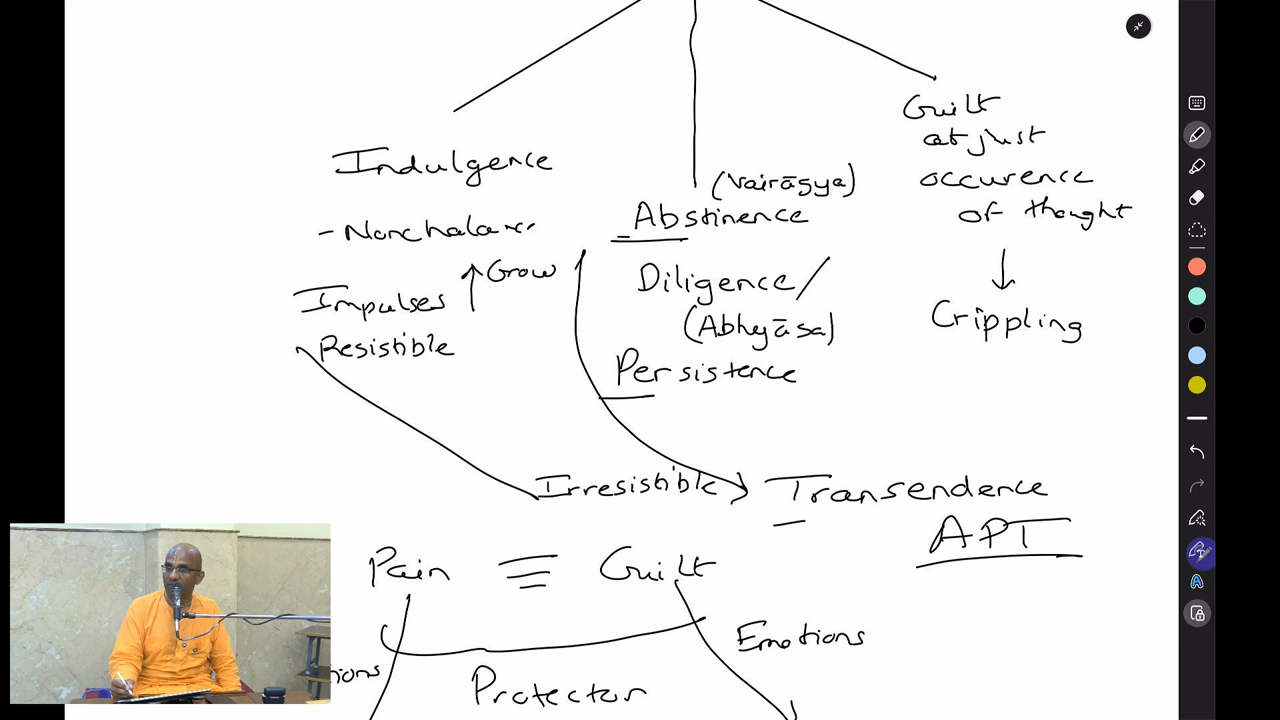 Indulgence
- Nonchalance
Impulses ↑ Grow
Resistible
(Vairāgya)
Abstinence
Diligence /
(Abhyāsa)
Persistence
Guilt
at just
occurence
of thought
↓
Crippling
Irresistible
Transendence
APT
Pain ≡ Guilt
Emotions
Protector